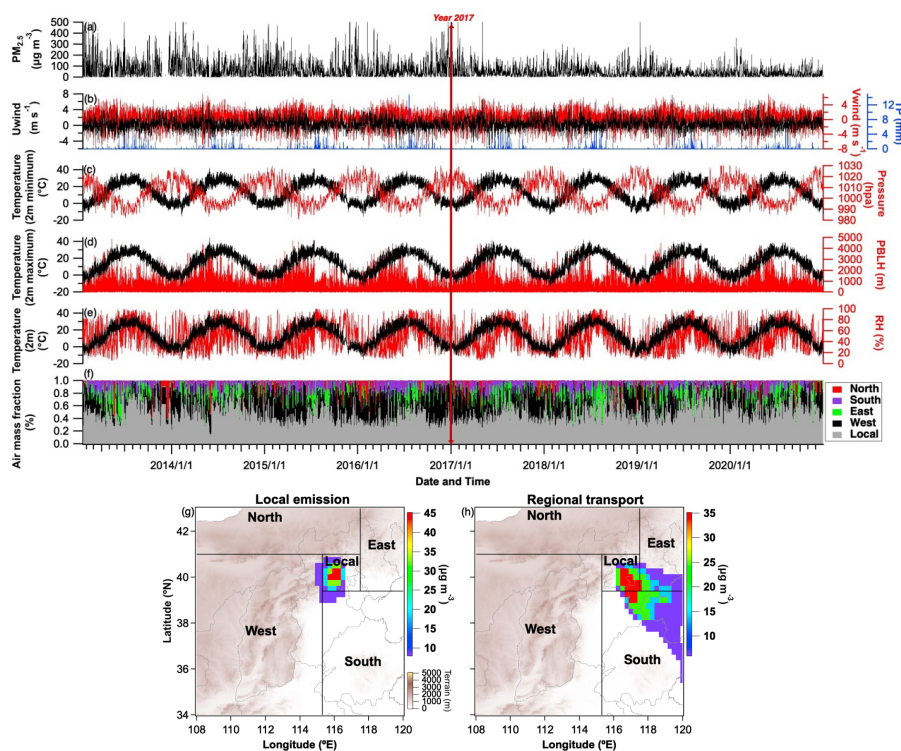 Year 2017
(a)
PM2.5
(µg m-3)
500
400
300
200
100
0
(b)
Uwind
(m s-1)
8
4
0
-4
4
0
-4
-8
Vwind (m s-1)
12
8
4
0
TP (mm)
(c)
Temperature
(2m minimum)
(°C)
40
20
0
-20
1030
1010
990
980
Pressure
(hpa)
(d)
Temperature
(2m maximum)
(°C)
40
20
0
-20
5000
4000
3000
2000
1000
0
PBLH
(m)
(e)
Temperature
(2m)
(°C)
40
20
0
-20
100
80
60
40
20
0
RH
(%)
(f)
Air mass fraction
(%)
1.0
0.8
0.6
0.4
0.2
0.0
North
South
East
West
Local
2014/1/1 2015/1/1 2016/1/1 2017/1/1 2018/1/1 2019/1/1 2020/1/1
Date and Time
Local emission
(g)
North
East
Local
West
South
Latitude (ºN)
42
40
38
36
34
108 110 112 114 116 118 120
Longitude (ºE)
45
40
35
30
25
20
15
10
(µg m-3)
5000
4000
3000
2000
1000
0
Terrain (m)
Regional transport
(h)
North
East
Local
West
South
108 110 112 114 116 118 120
Longitude (ºE)
35
30
25
20
15
10
(µg m-3)